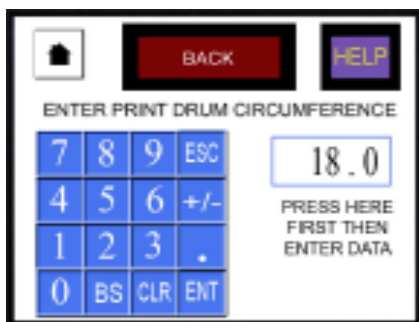 BACK HELP
ENTER PRINT DRUM CIRCUMFERENCE
7 8 9 ESC
18.0
4 5 6 +/-
PRESS HERE
FIRST THEN
ENTER DATA
1 2 3 .
0 BS CLR ENT